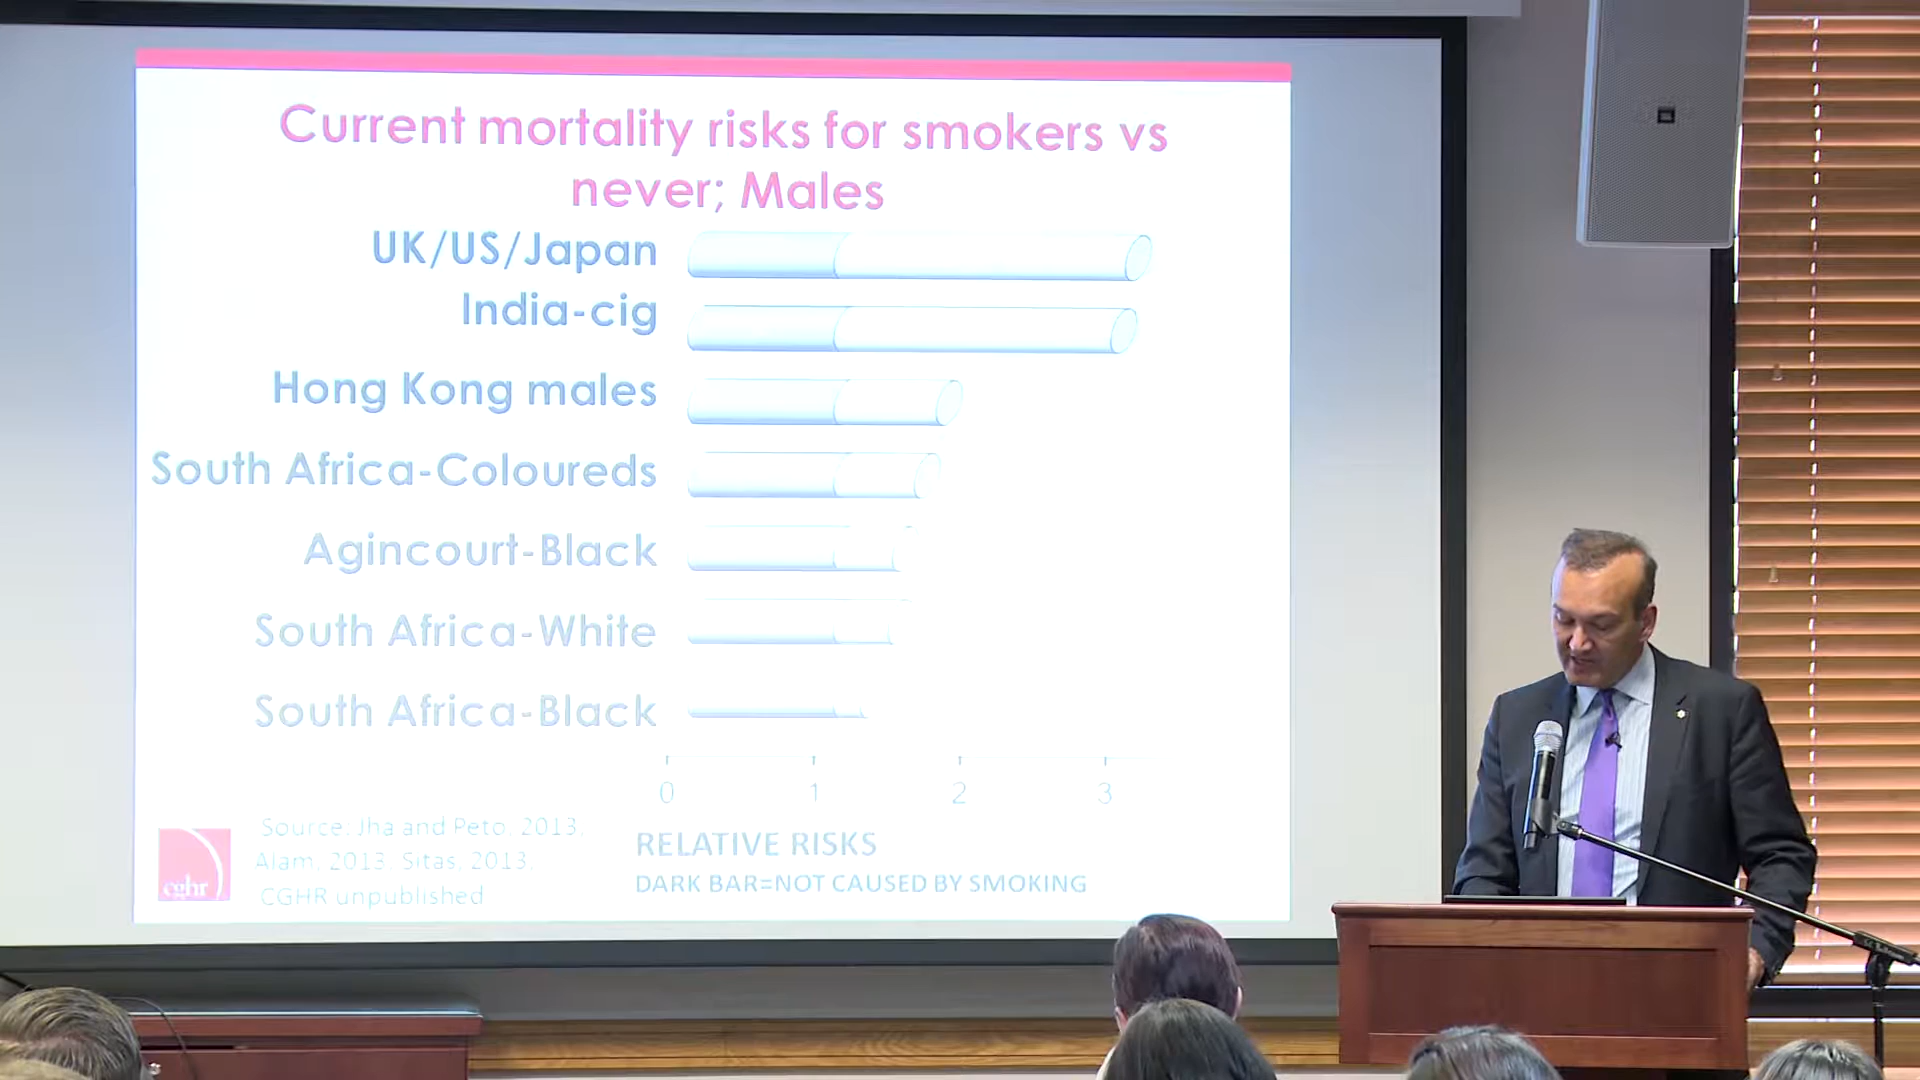 Current mortality risks for smokers vs
never; Males
UK/US/Japan
India-cig
Hong Kong males
South Africa-Coloureds
Agincourt-Black
South Africa-White
South Africa-Black
0 1 2 3
RELATIVE RISKS
DARK BAR=NOT CAUSED BY SMOKING
Source: Jha and Peto, 2013,
Alam, 2013, Sitas, 2013,
CGHR unpublished
cghr